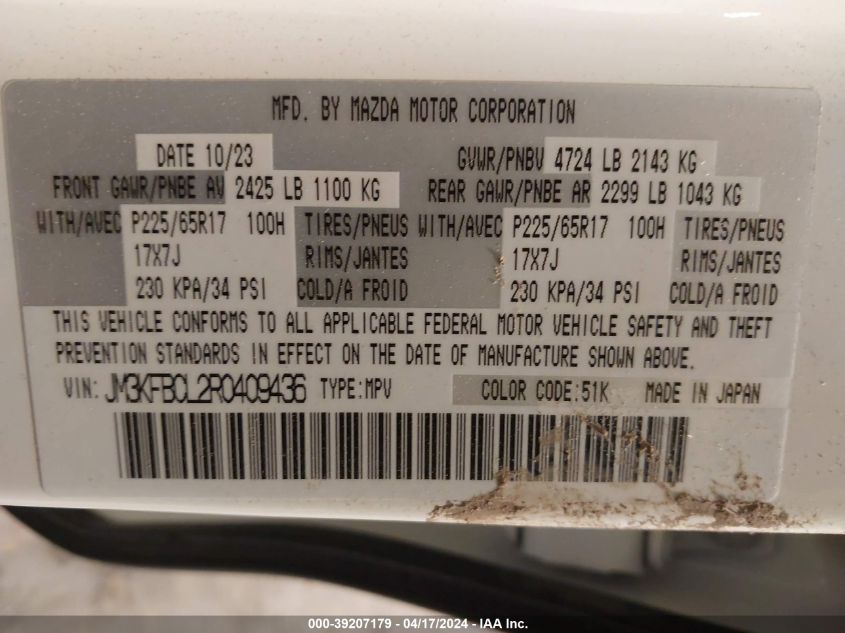 MFD. BY MAZDA MOTOR CORPORATION
DATE 10/23 GVWR/PNBV 4724 LB 2143 KG
FRONT GAWR/PNBE AV 2425 LB 1100 KG REAR GAWR/PNBE AR 2299 LB 1043 KG
WITH/AVEC P225/65R17 100H TIRES/PNEUS WITH/AVEC P225/65R17 100H TIRES/PNEUS
17X7J RIMS/JANTES 17X7J RIMS/JANTES
230 KPA/34 PSI COLD/A FROID 230 KPA/34 PSI COLD/A FROID
THIS VEHICLE CONFORMS TO ALL APPLICABLE FEDERAL MOTOR VEHICLE SAFETY AND THEFT
PREVENTION STANDARDS IN EFFECT ON THE DATE OF MANUFACTURE SHOWN ABOVE.
VIN: JM3KFBCL2R0409436 TYPE:MPV COLOR CODE:51K MADE IN JAPAN
000-39207179 - 04/17/2024 - IAA Inc.